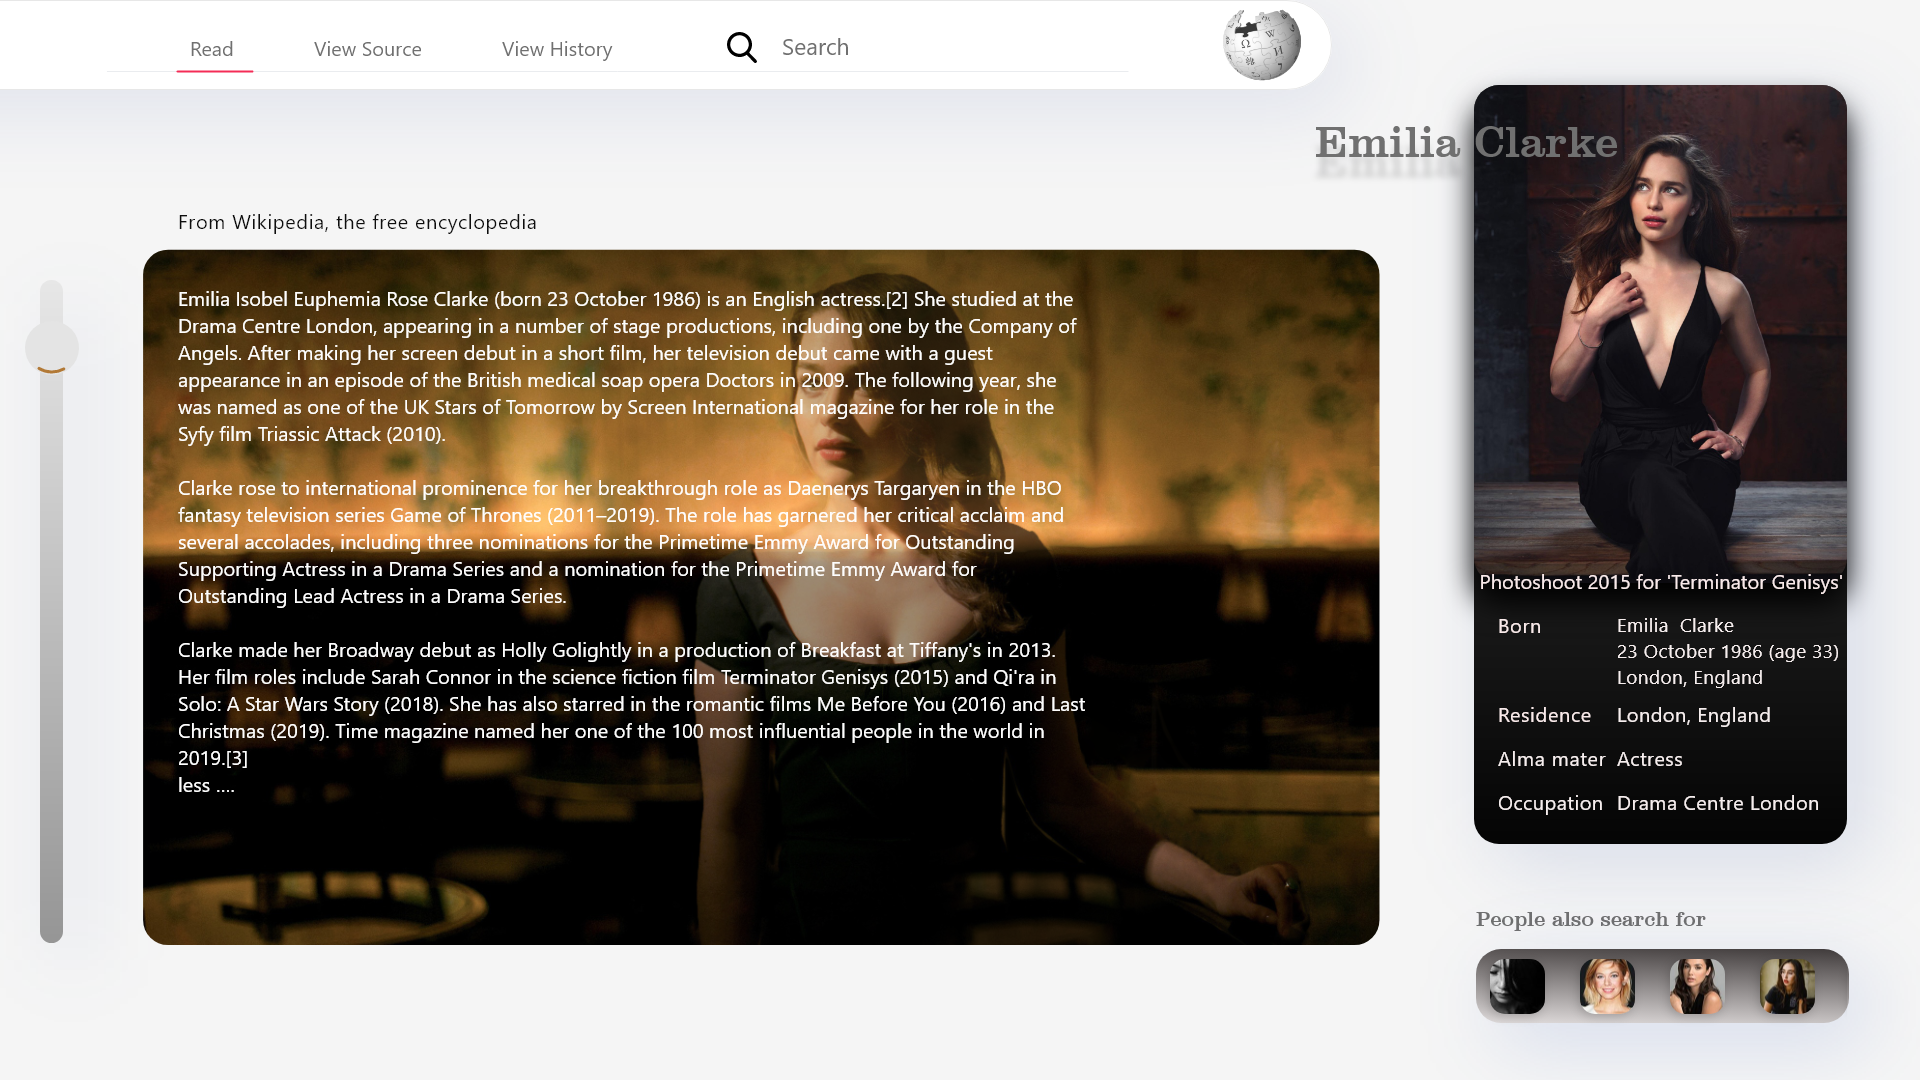 Read
View Source
View History
Search
Emilia Clarke
From Wikipedia, the free encyclopedia
Emilia Isobel Euphemia Rose Clarke (born 23 October 1986) is an English actress.[2] She studied at the
Drama Centre London, appearing in a number of stage productions, including one by the Company of
Angels. After making her screen debut in a short film, her television debut came with a guest
appearance in an episode of the British medical soap opera Doctors in 2009. The following year, she
was named as one of the UK Stars of Tomorrow by Screen International magazine for her role in the
Syfy film Triassic Attack (2010).
Clarke rose to international prominence for her breakthrough role as Daenerys Targaryen in the HBO
fantasy television series Game of Thrones (2011–2019). The role has garnered her critical acclaim and
several accolades, including three nominations for the Primetime Emmy Award for Outstanding
Supporting Actress in a Drama Series and a nomination for the Primetime Emmy Award for
Outstanding Lead Actress in a Drama Series.
Clarke made her Broadway debut as Holly Golightly in a production of Breakfast at Tiffany's in 2013.
Her film roles include Sarah Connor in the science fiction film Terminator Genisys (2015) and Qi'ra in
Solo: A Star Wars Story (2018). She has also starred in the romantic films Me Before You (2016) and Last
Christmas (2019). Time magazine named her one of the 100 most influential people in the world in
2019.[3]
less ....
Photoshoot 2015 for 'Terminator Genisys'
Born Emilia Clarke
23 October 1986 (age 33)
London, England
Residence London, England
Alma mater Actress
Occupation Drama Centre London
People also search for